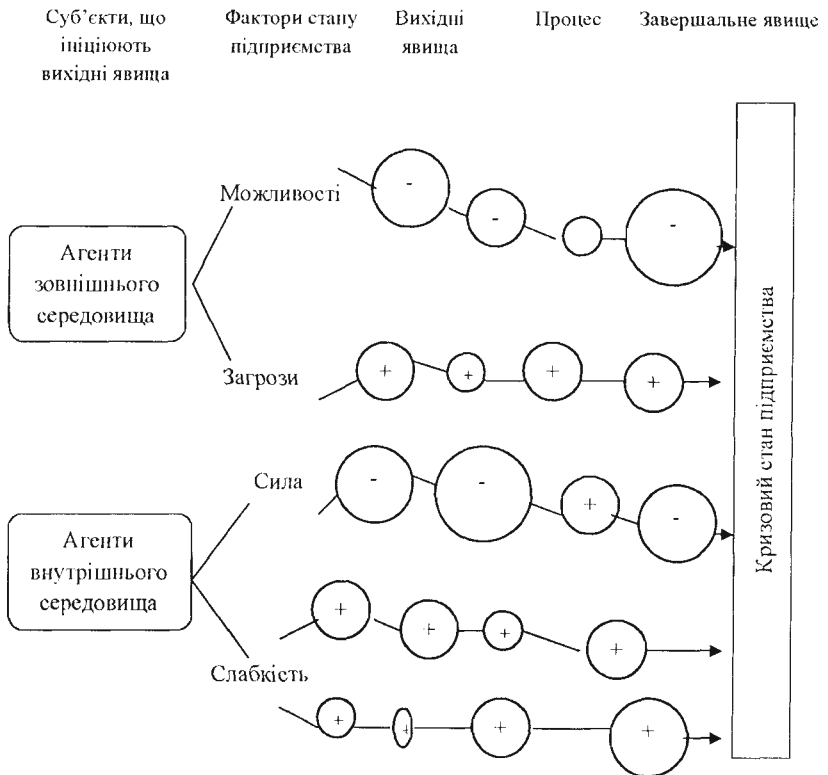 Суб’єкти, що
ініціюють
вихідні явища
Фактори стану
підприємства
Вихідні
явища
Процес
Завершальне явище
Можливості
-
-
-
Агенти
зовнішнього
середовища
Загрози
+
+
+
+
Сила
-
-
+
-
Агенти
внутрішнього
середовища
+
+
+
+
Слабкість
+
+
+
+
Кризовий стан підприємства